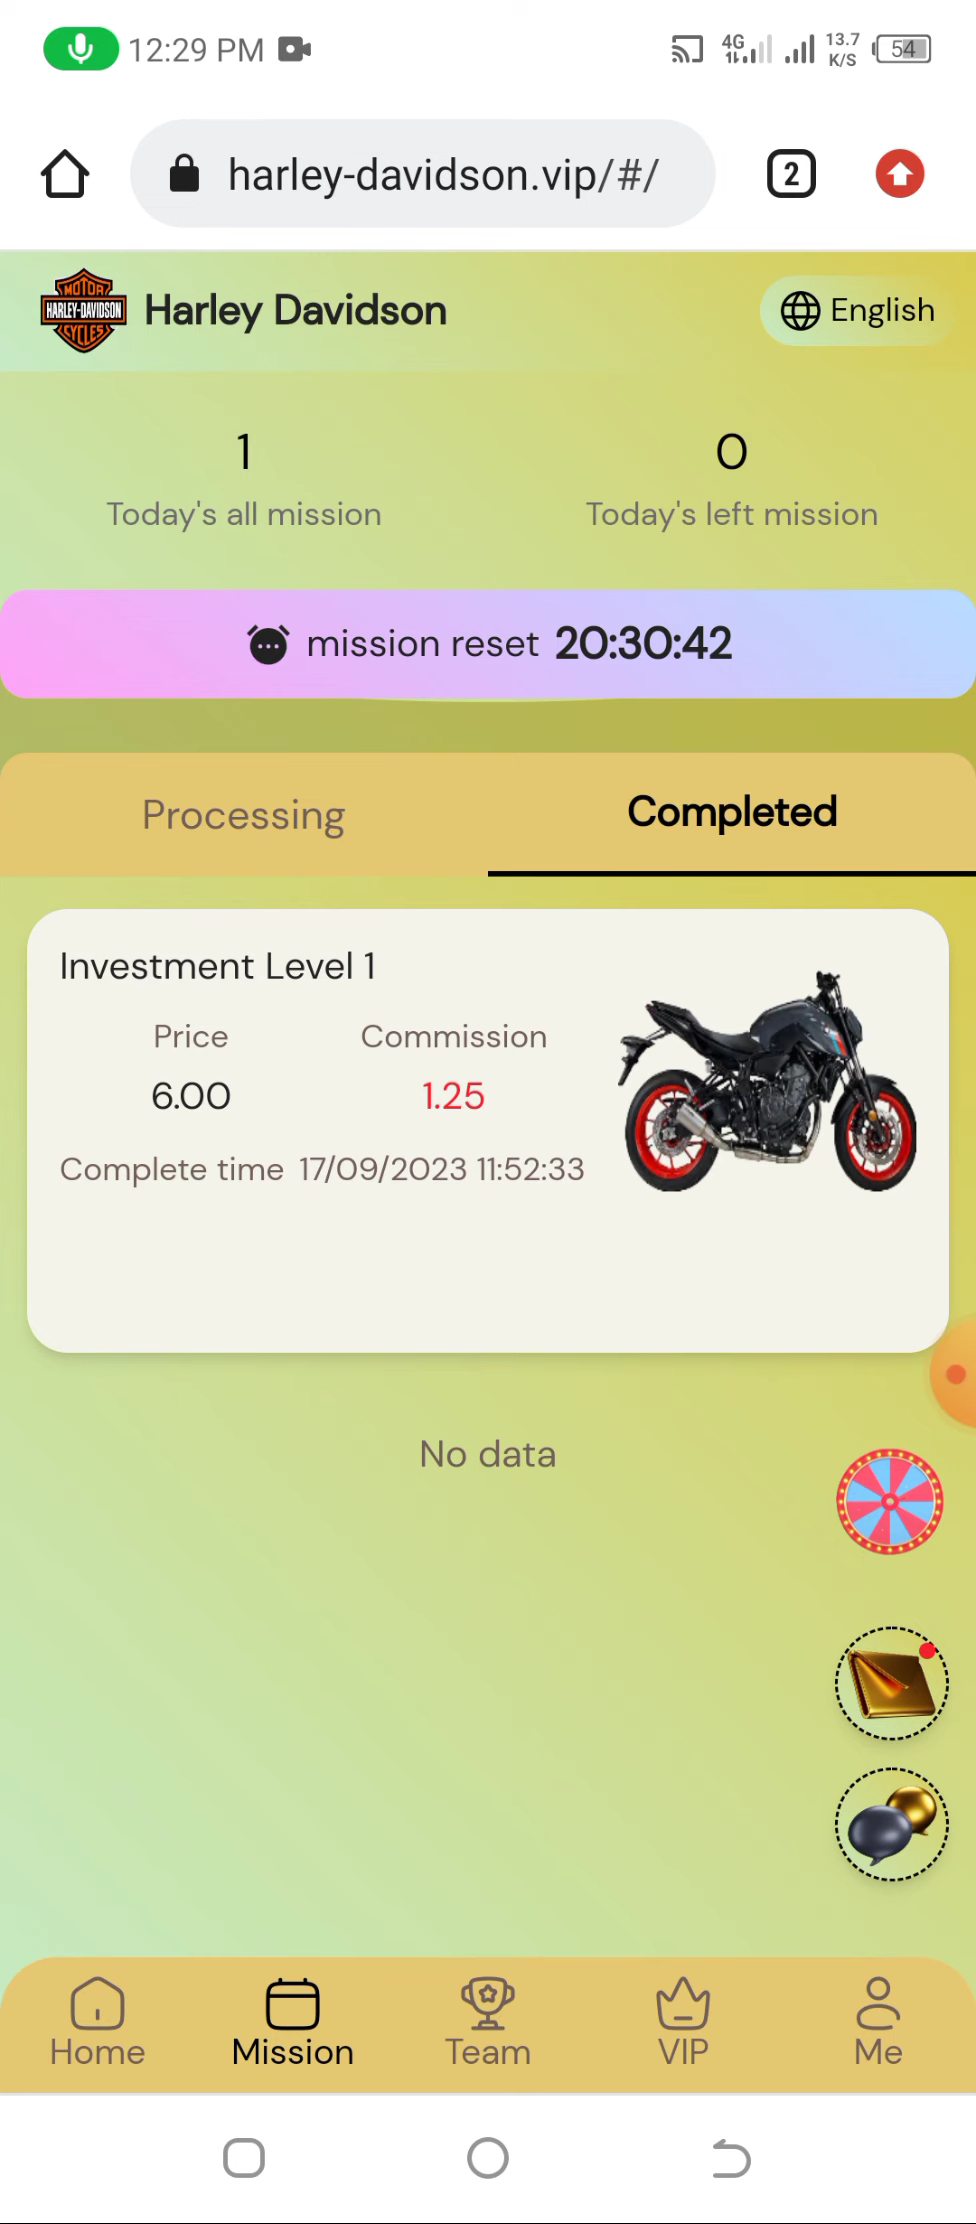 12:29 PM
4G
13.7
K/S
54
harley-davidson.vip/#/
2
MOTOR
HARLEY-DAVIDSON
CYCLES
Harley Davidson
English
1
0
Today's all mission
Today's left mission
mission reset 20:30:42
Processing
Completed
Investment Level 1
Price
Commission
6.00
1.25
Complete time 17/09/2023 11:52:33
No data
Home
Mission
Team
VIP
Me